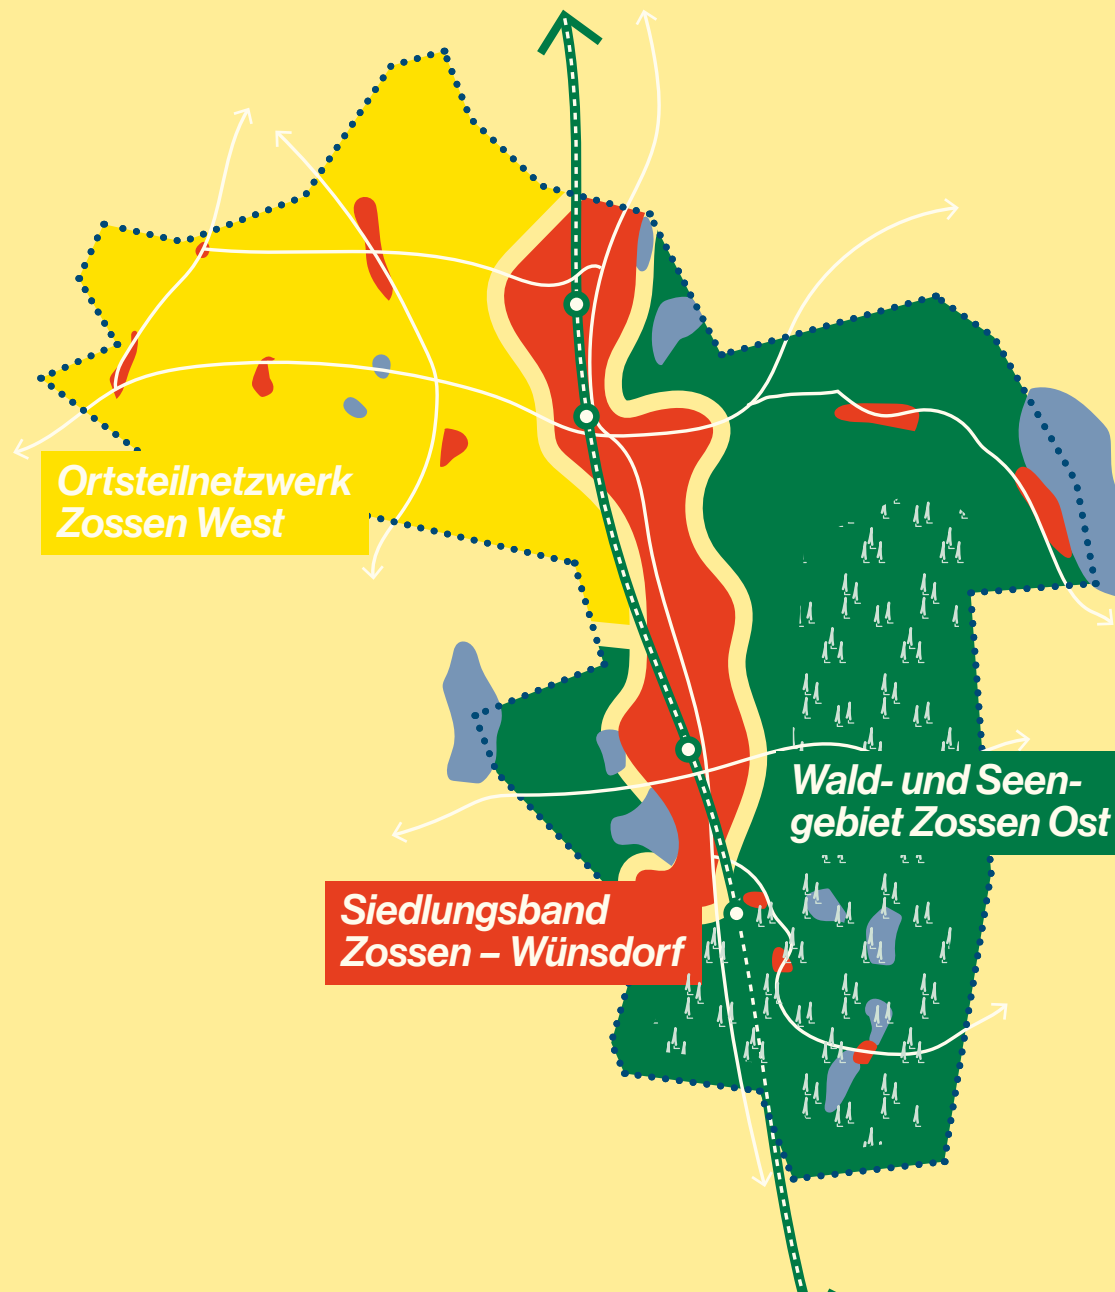 Ortsteilnetzwerk
Zossen West
Wald- und Seen-
gebiet Zossen Ost
Siedlungsband
Zossen – Wünsdorf